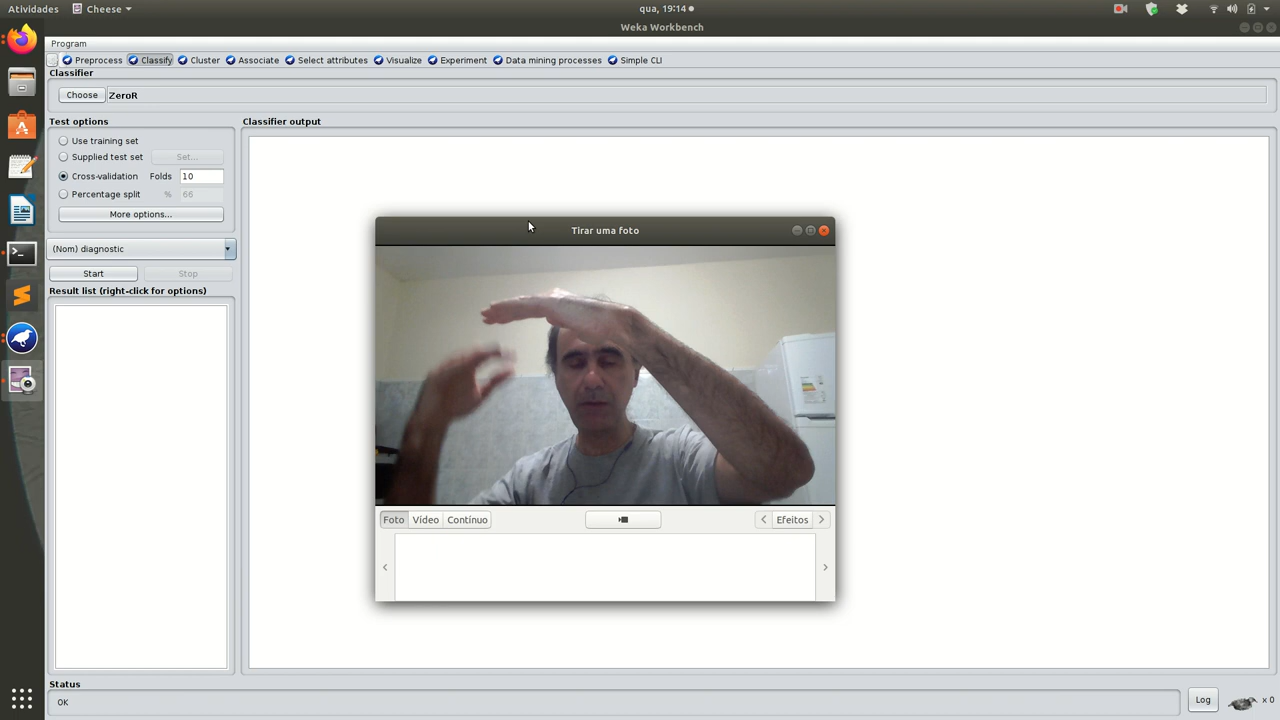 Atividades Cheese qua, 19:14
Weka Workbench
Program
Preprocess Classify Cluster Associate Select attributes Visualize Experiment Data mining processes Simple CLI
Classifier
Choose ZeroR
Test options
Use training set
Supplied test set Set...
Cross-validation Folds 10
Percentage split % 66
More options...
(Nom) diagnostic
Start Stop
Result list (right-click for options)
Classifier output
Tirar uma foto
Foto Vídeo Contínuo Efeitos
Status
OK
Log x 0